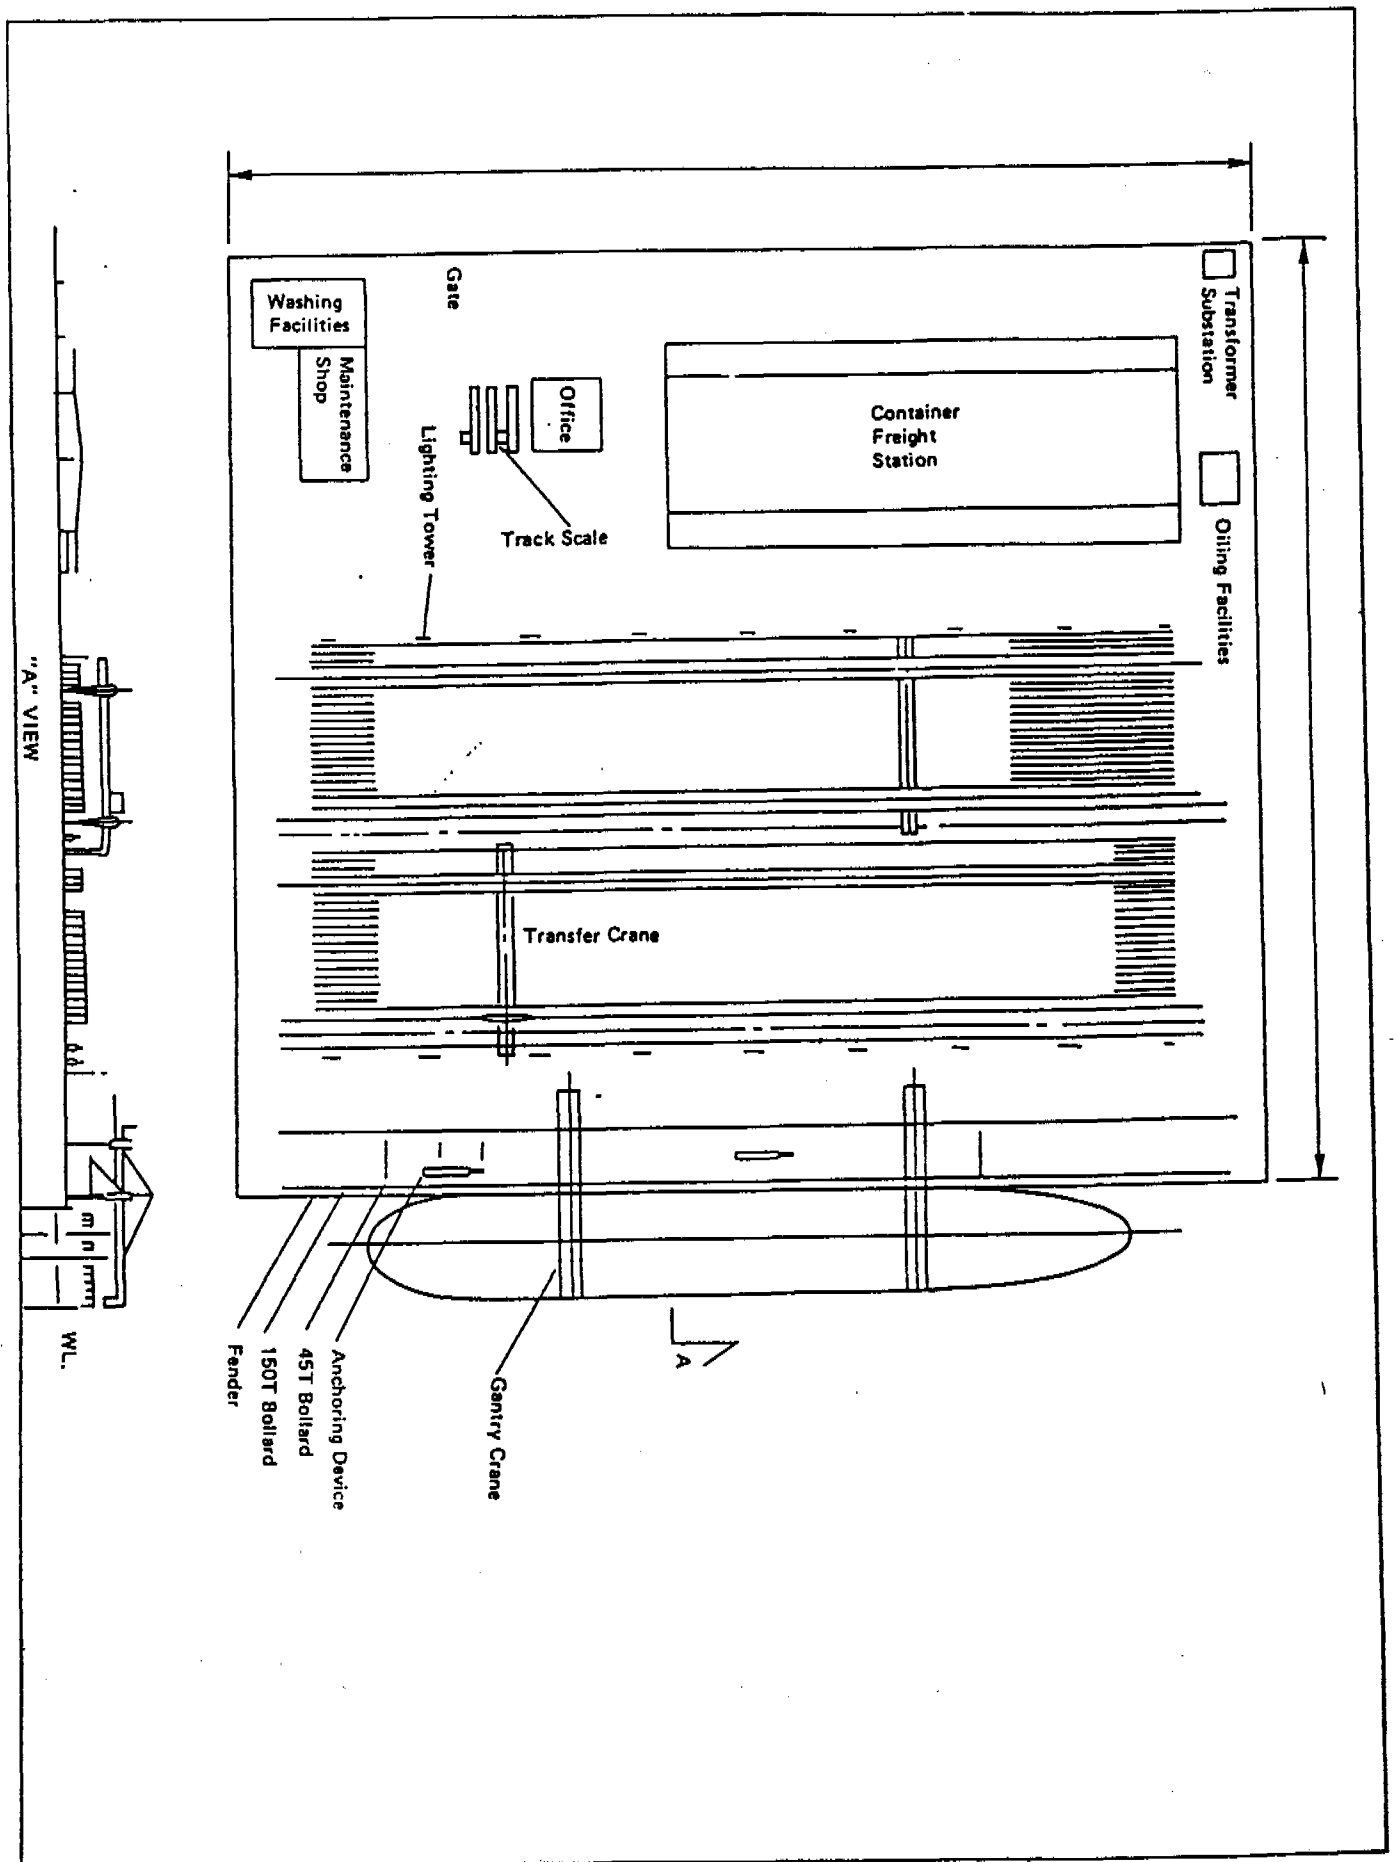 Transformer
Substation
Oiling Facilities
Container
Freight
Station
Gate
Office
Track Scale
Washing
Facilities
Maintenance
Shop
Lighting Tower
Transfer Crane
Gantry Crane
Anchoring Device
45T Bollard
150T Bollard
Fender
A
WL.
"A" VIEW